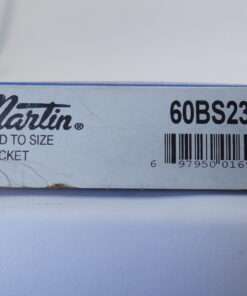 Martin®
D TO SIZE
CKET
60BS23
6 97950 016